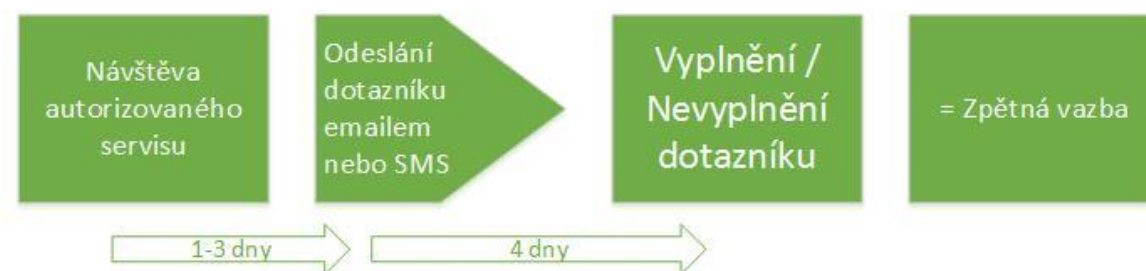 Návštěva
autorizovaného
servisu
Odeslání
dotazníku
emailem
nebo SMS
Vyplnění /
Nevyplnění
dotazníku
= Zpětná vazba
1-3 dny
4 dny